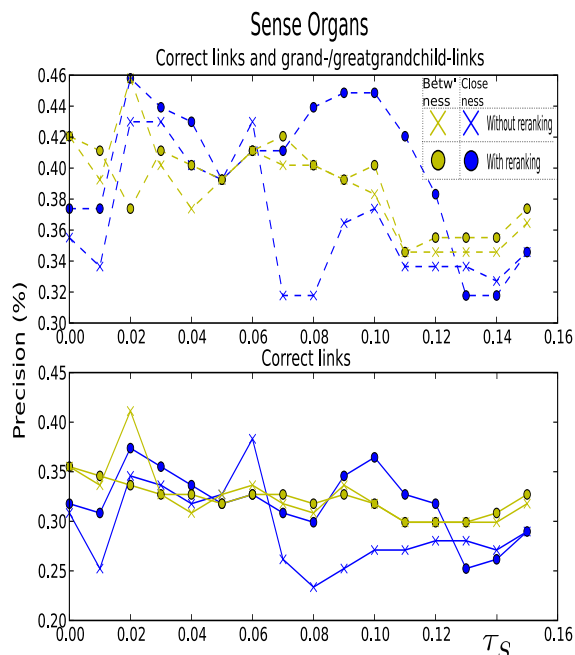 Sense Organs
Correct links and grand-/greatgrandchild-links
0.46
0.44
0.42
0.40
0.38
0.36
0.34
0.32
0.30
Betw' Close
ness ness
Without reranking
With reranking
0.00 0.02 0.04 0.06 0.08 0.10 0.12 0.14 0.16
Precision (%)
Correct links
0.45
0.40
0.35
0.30
0.25
0.20
0.00 0.02 0.04 0.06 0.08 0.10 0.12 0.14 0.16
τ_S